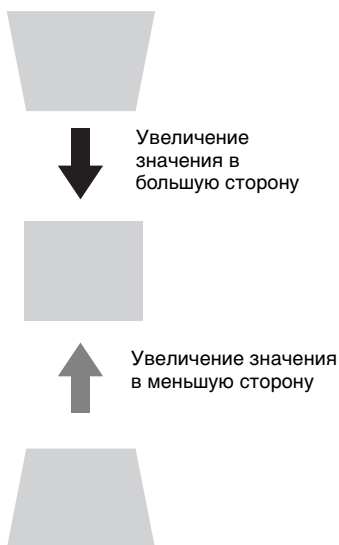 Увеличение
значения в
большую сторону
Увеличение значения
в меньшую сторону